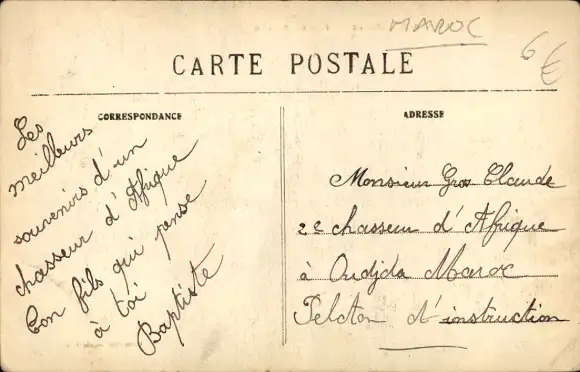 MAROC
6€
CARTE POSTALE
CORRESPONDANCE
ADRESSE
Les
meilleurs
souvenirs d'un
chasseur d'Afrique
Ton fils qui pense
à toi
Baptiste
Monsieur Gros Claude
2e chasseur d'Afrique
à Oudjda Maroc
Peloton d'instruction